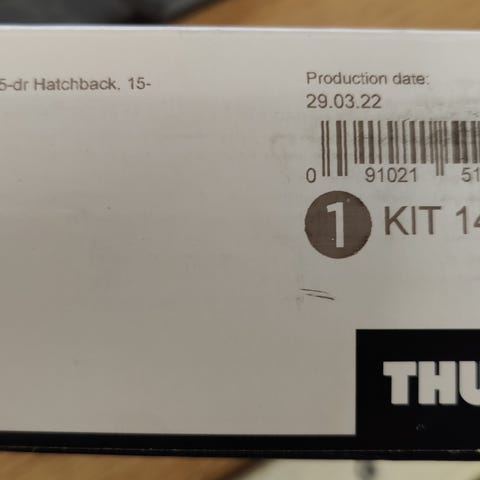 5-dr Hatchback, 15-
Production date:
29.03.22
0 91021 51
1 KIT 14
THU